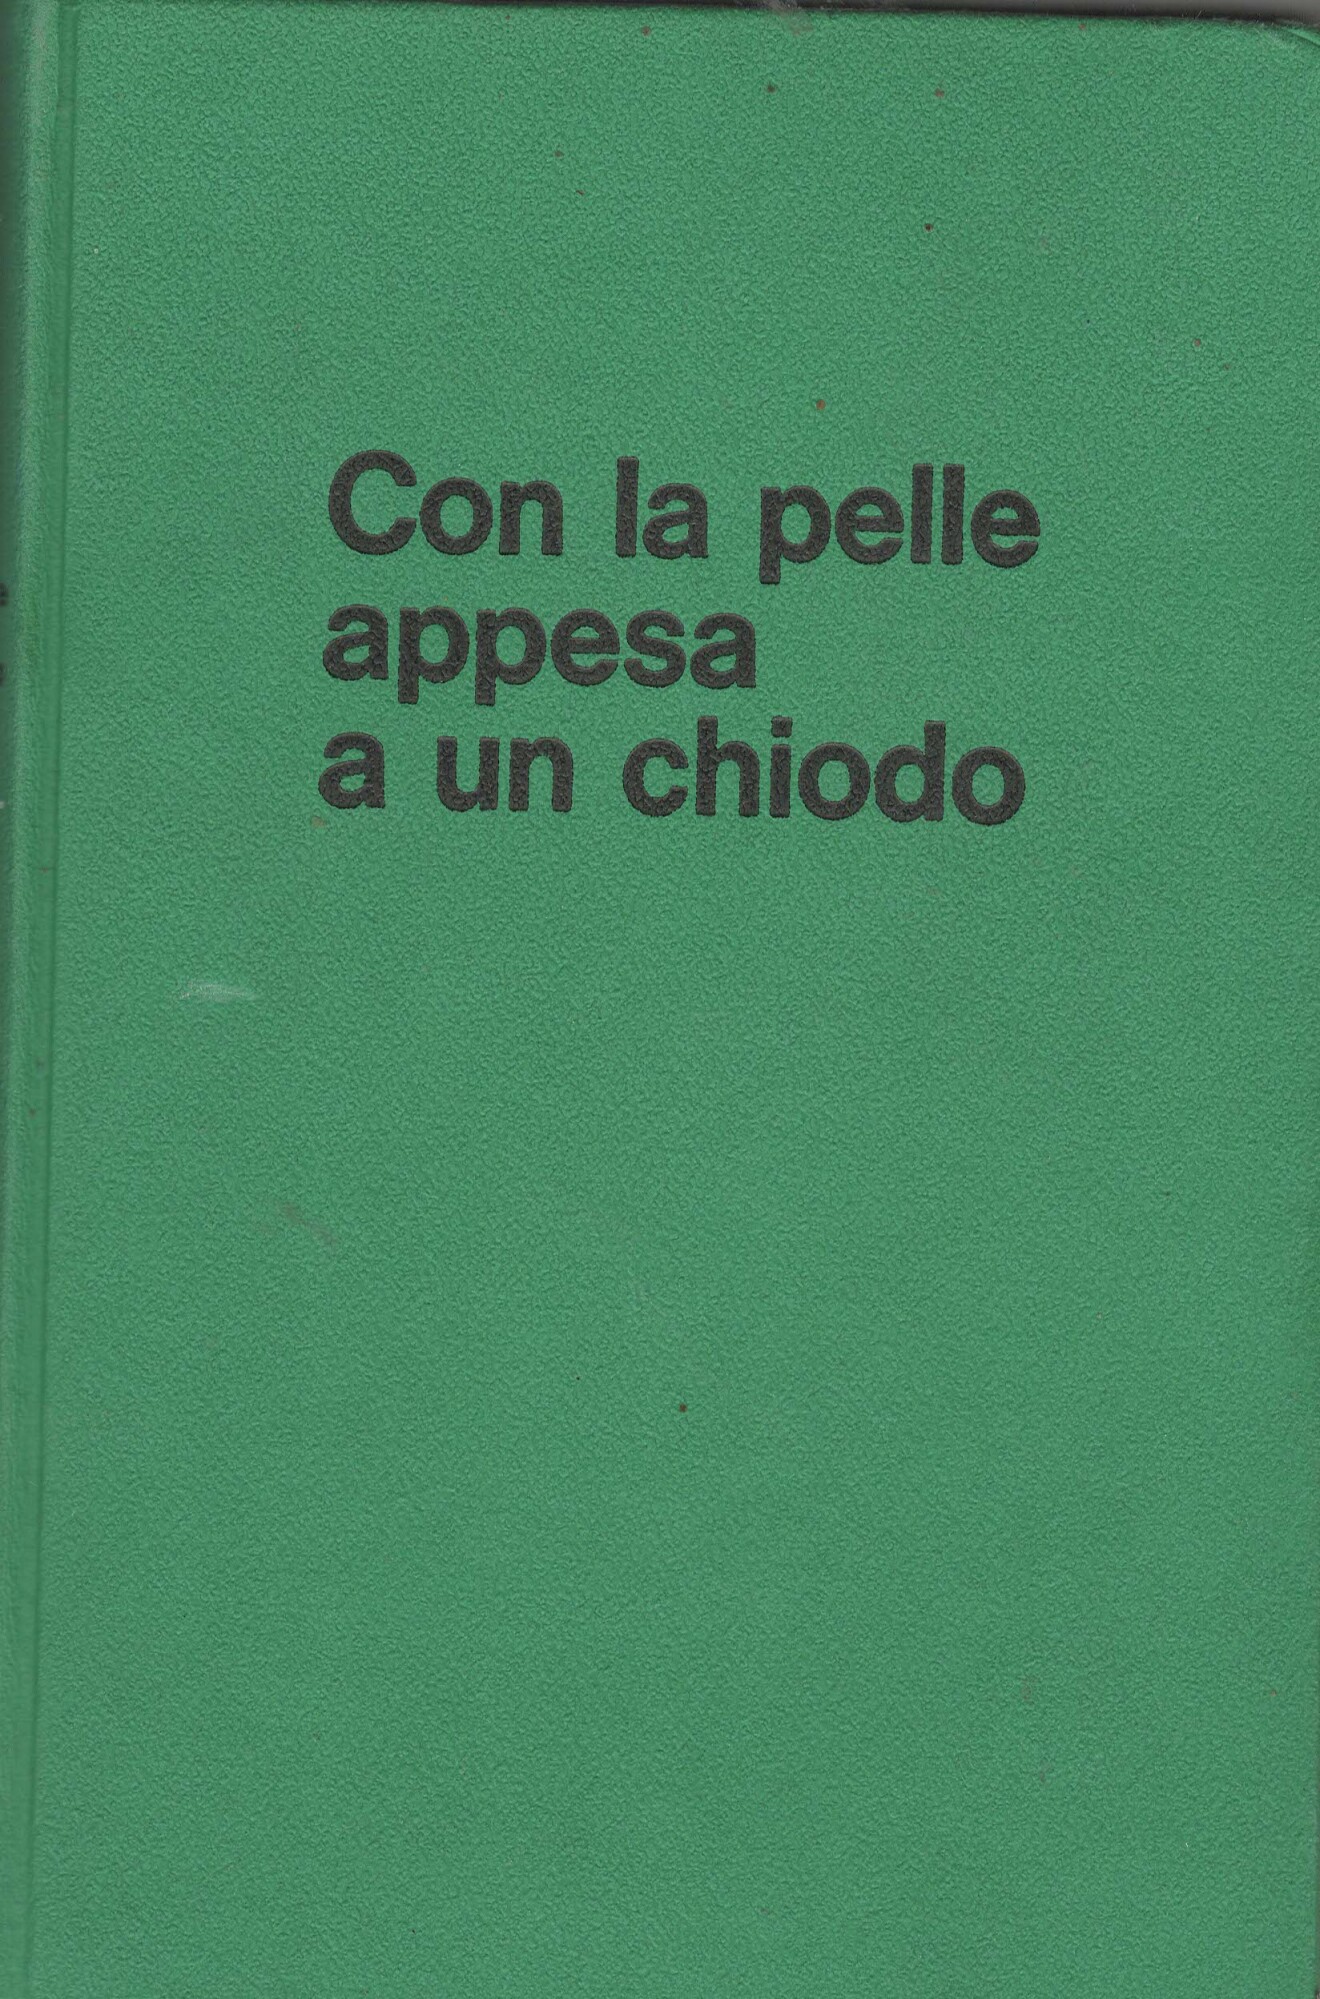 Con la pelle
appesa
a un chiodo